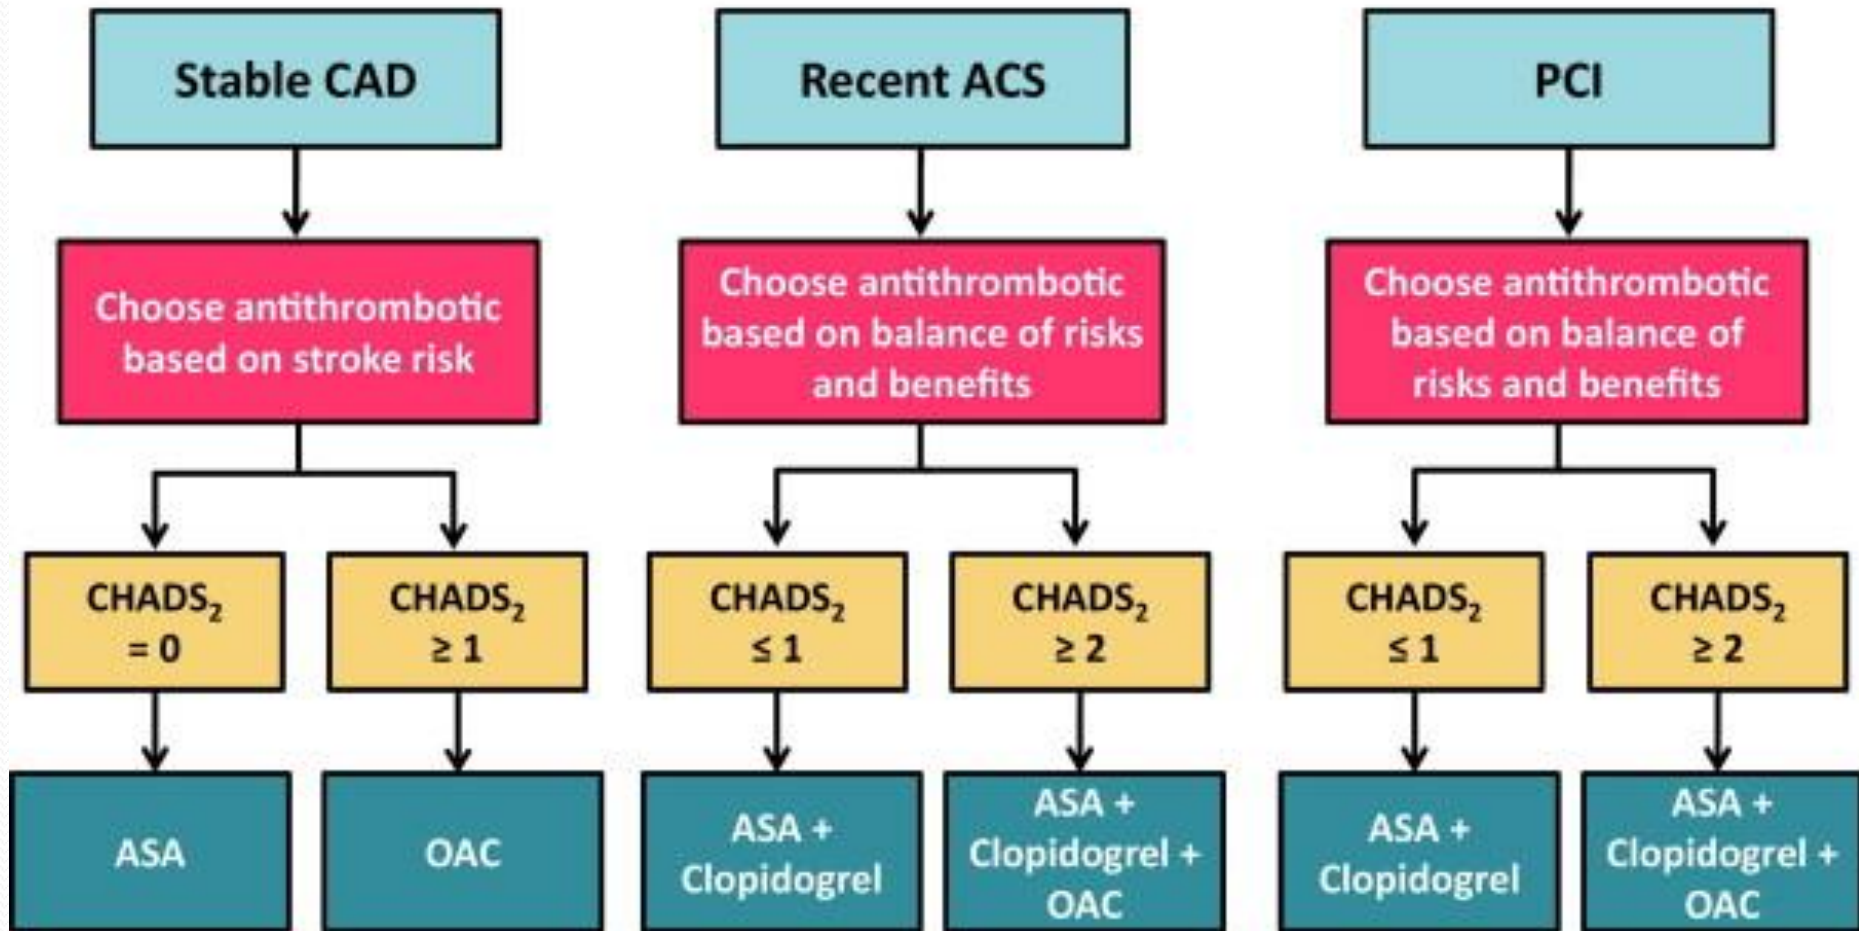 Stable CAD
Recent ACS
PCI
Choose antithrombotic
based on stroke risk
Choose antithrombotic
based on balance of risks
and benefits
Choose antithrombotic
based on balance of
risks and benefits
CHADS₂
= 0
CHADS₂
≥ 1
CHADS₂
≤ 1
CHADS₂
≥ 2
CHADS₂
≤ 1
CHADS₂
≥ 2
ASA
OAC
ASA +
Clopidogrel
ASA +
Clopidogrel +
OAC
ASA +
Clopidogrel
ASA +
Clopidogrel +
OAC